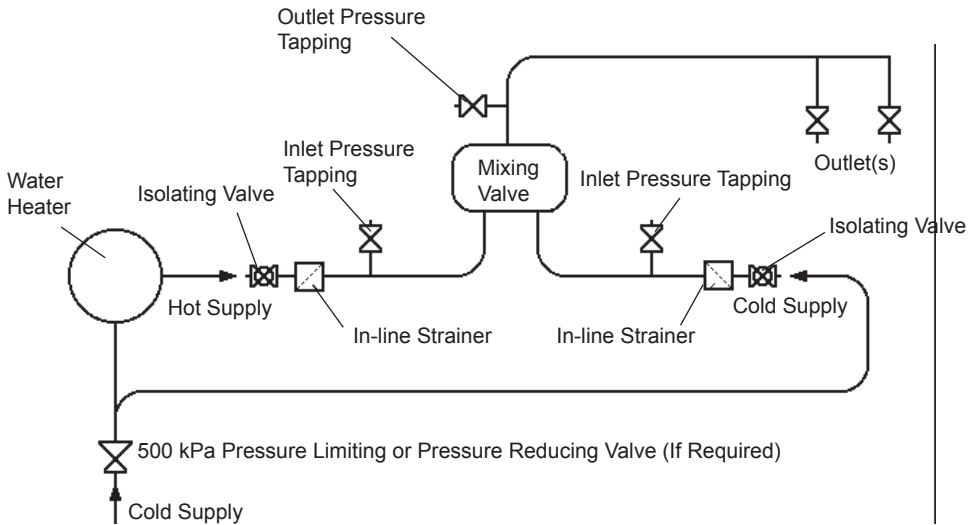 Outlet Pressure
Tapping
Inlet Pressure
Tapping
Mixing
Valve
Outlet(s)
Inlet Pressure Tapping
Water
Heater
Isolating Valve
Isolating Valve
Hot Supply
Cold Supply
In-line Strainer
In-line Strainer
500 kPa Pressure Limiting or Pressure Reducing Valve (If Required)
Cold Supply